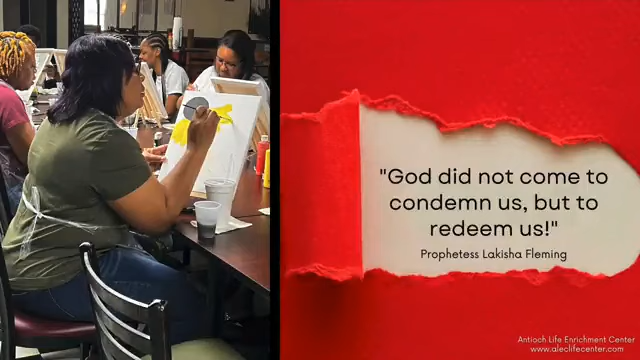 "God did not come to
condemn us, but to
redeem us!"
Prophetess Lakisha Fleming
Antioch Life Enrichment Center
www.aleclifecenter.com